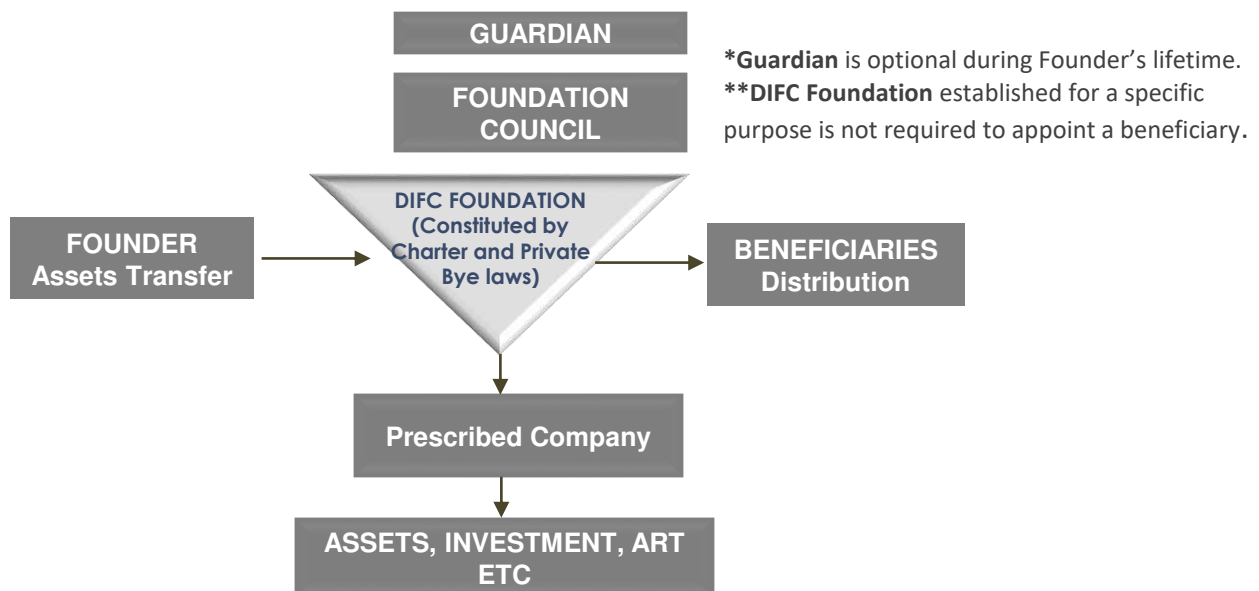 GUARDIAN
FOUNDATION
COUNCIL
*Guardian is optional during Founder’s lifetime.
**DIFC Foundation established for a specific
purpose is not required to appoint a beneficiary.
DIFC FOUNDATION
(Constituted by
Charter and Private
Bye laws)
FOUNDER
Assets Transfer
BENEFICIARIES
Distribution
Prescribed Company
ASSETS, INVESTMENT, ART
ETC